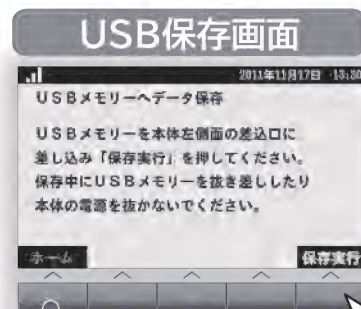 USB保存画面
2011年11月17日 13:30
USBメモリーへデータ保存
USBメモリーを本体左側面の差込口に
差し込み「保存実行」を押してください。
保存中にUSBメモリーを抜き差ししたり
本体の電源を抜かないでください。
ホーム 保存実行